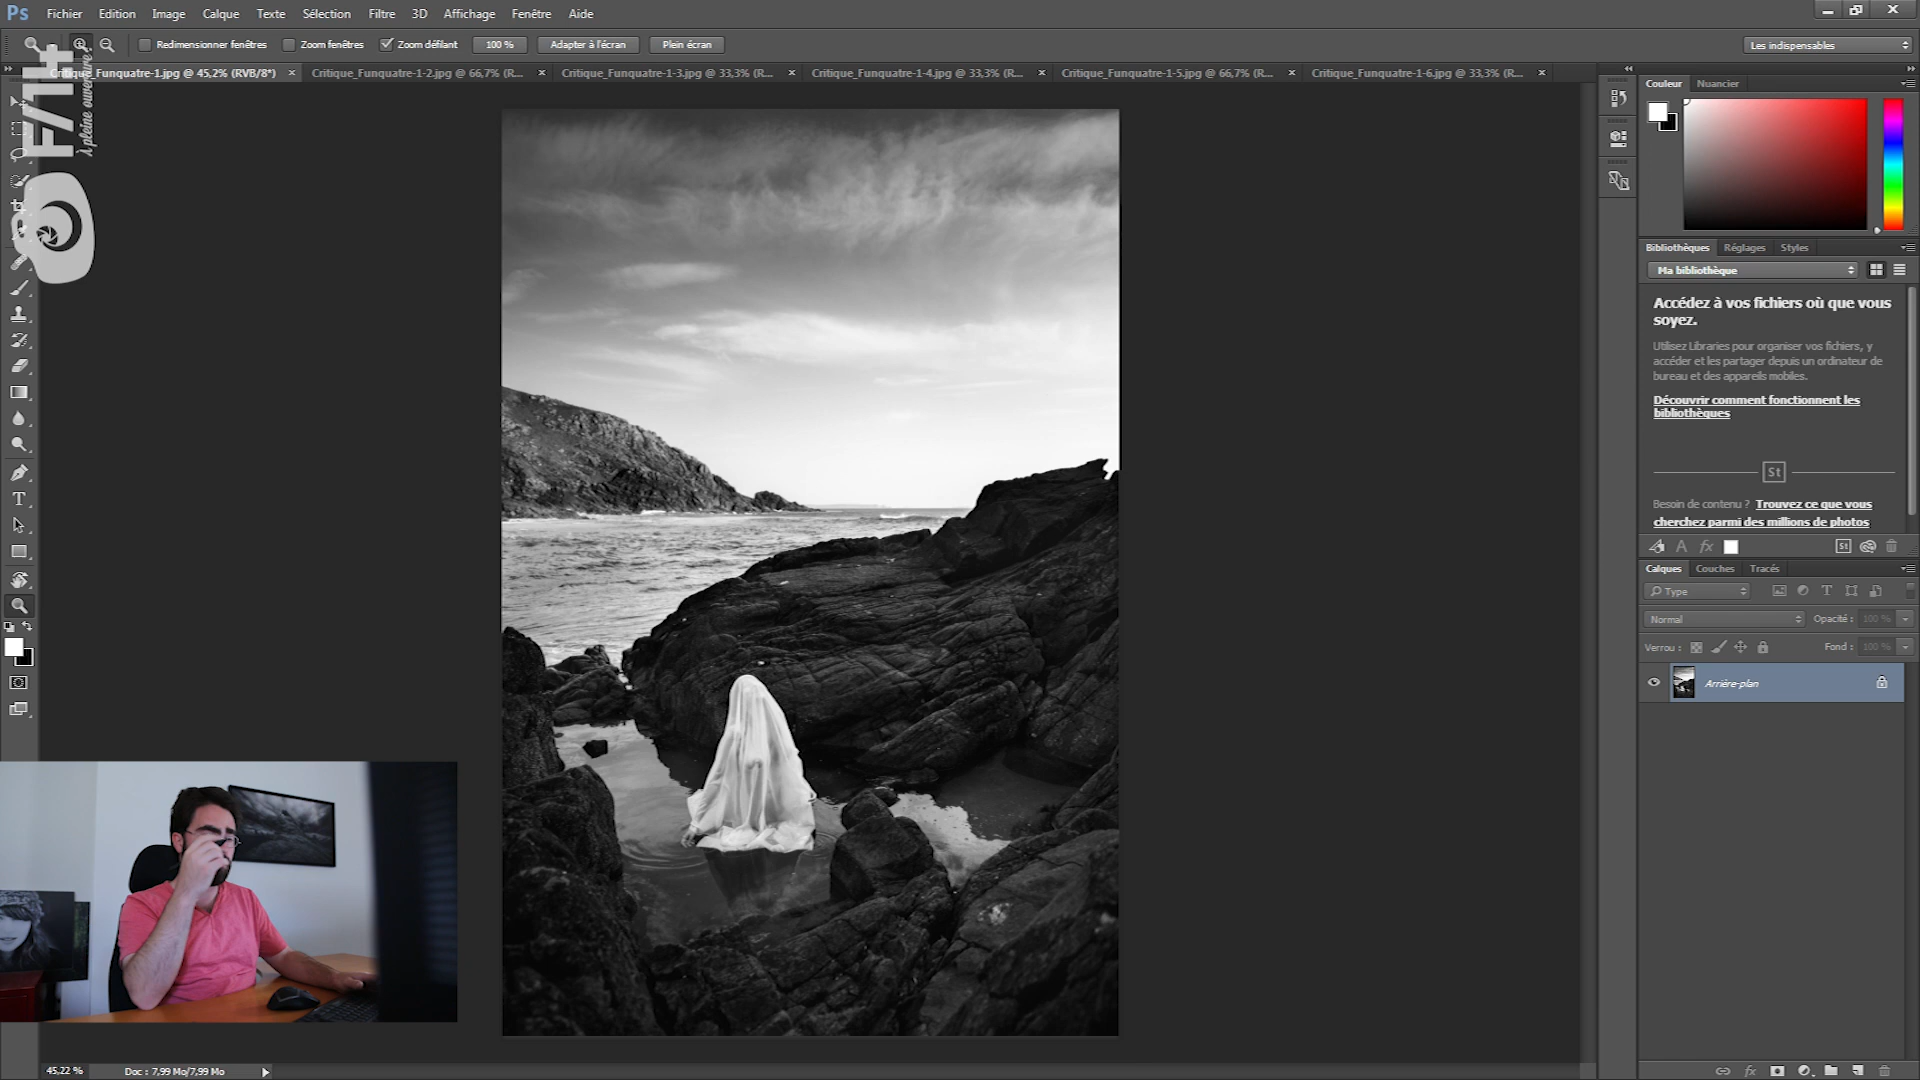 Ps Fichier Edition Image Calque Texte Sélection Filtre 3D Affichage Fenêtre Aide
Redimensionner fenêtres Zoom fenêtres Zoom défilant 100 % Adapter à l'écran Plein écran Les indispensables
Critique_Funquatre-1.jpg @ 45,2% (RVB/8*) Critique_Funquatre-1-2.jpg @ 66,7% (R... Critique_Funquatre-1-3.jpg @ 33,3% (R... Critique_Funquatre-1-4.jpg @ 33,3% (R... Critique_Funquatre-1-5.jpg @ 66,7% (R... Critique_Funquatre-1-6.jpg @ 33,3% (R...
F/1.4
À pleine ouverture !
Couleur Nuancier
Bibliothèques Réglages Styles
Ma bibliothèque
Accédez à vos fichiers où que vous
soyez.
Utilisez Libraries pour organiser vos fichiers, y
accéder et les partager depuis un ordinateur de
bureau et des appareils mobiles.
Découvrir comment fonctionnent les
bibliothèques
St
Besoin de contenu ? Trouvez ce que vous
cherchez parmi des millions de photos
A fx St
Calques Couches Tracés
Type T
Normal Opacité : 100 %
Verrou : Fond : 100 %
Arrière-plan
T
45,22 % Doc : 7,99 Mo/7,99 Mo
fx